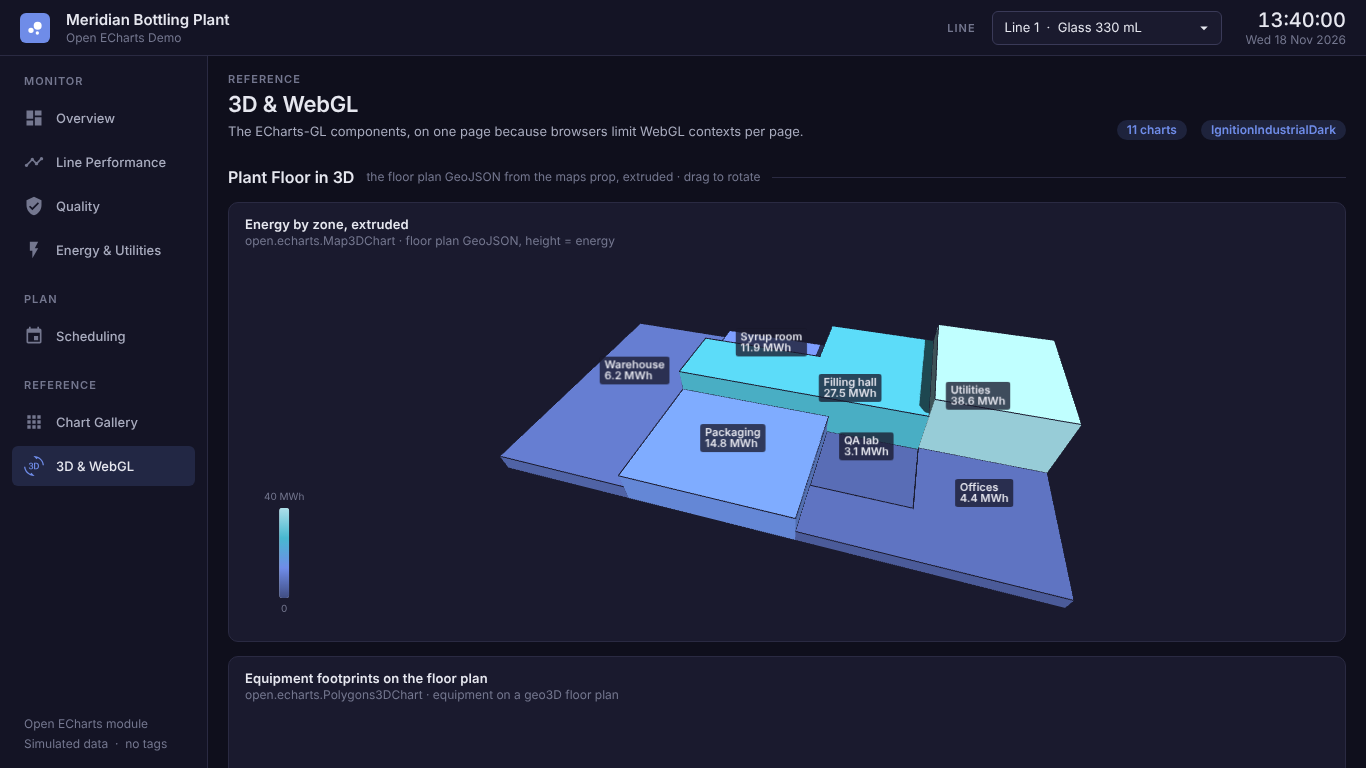 Meridian Bottling Plant
Open ECharts Demo
LINE
Line 1 · Glass 330 mL
13:40:00
Wed 18 Nov 2026
MONITOR
Overview
Line Performance
Quality
Energy & Utilities
PLAN
Scheduling
REFERENCE
Chart Gallery
3D
3D & WebGL
Open ECharts module
Simulated data · no tags
REFERENCE
3D & WebGL
The ECharts-GL components, on one page because browsers limit WebGL contexts per page.
11 charts
IgnitionIndustrialDark
Plant Floor in 3D
the floor plan GeoJSON from the maps prop, extruded · drag to rotate
Energy by zone, extruded
open.echarts.Map3DChart · floor plan GeoJSON, height = energy
Syrup room
11.9 MWh
Warehouse
6.2 MWh
Filling hall
27.5 MWh
Utilities
38.6 MWh
Packaging
14.8 MWh
QA lab
3.1 MWh
Offices
4.4 MWh
40 MWh
0
Equipment footprints on the floor plan
open.echarts.Polygons3DChart · equipment on a geo3D floor plan